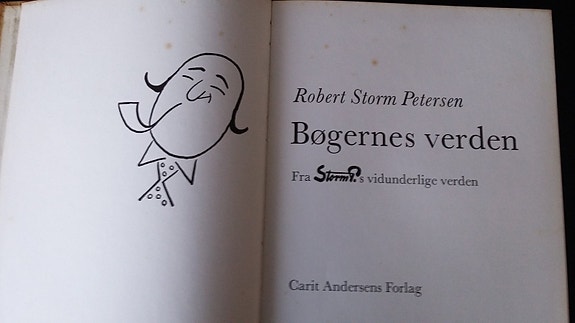 Robert Storm Petersen
Bøgernes verden
Fra Storm P.s vidunderlige verden
Carit Andersens Forlag